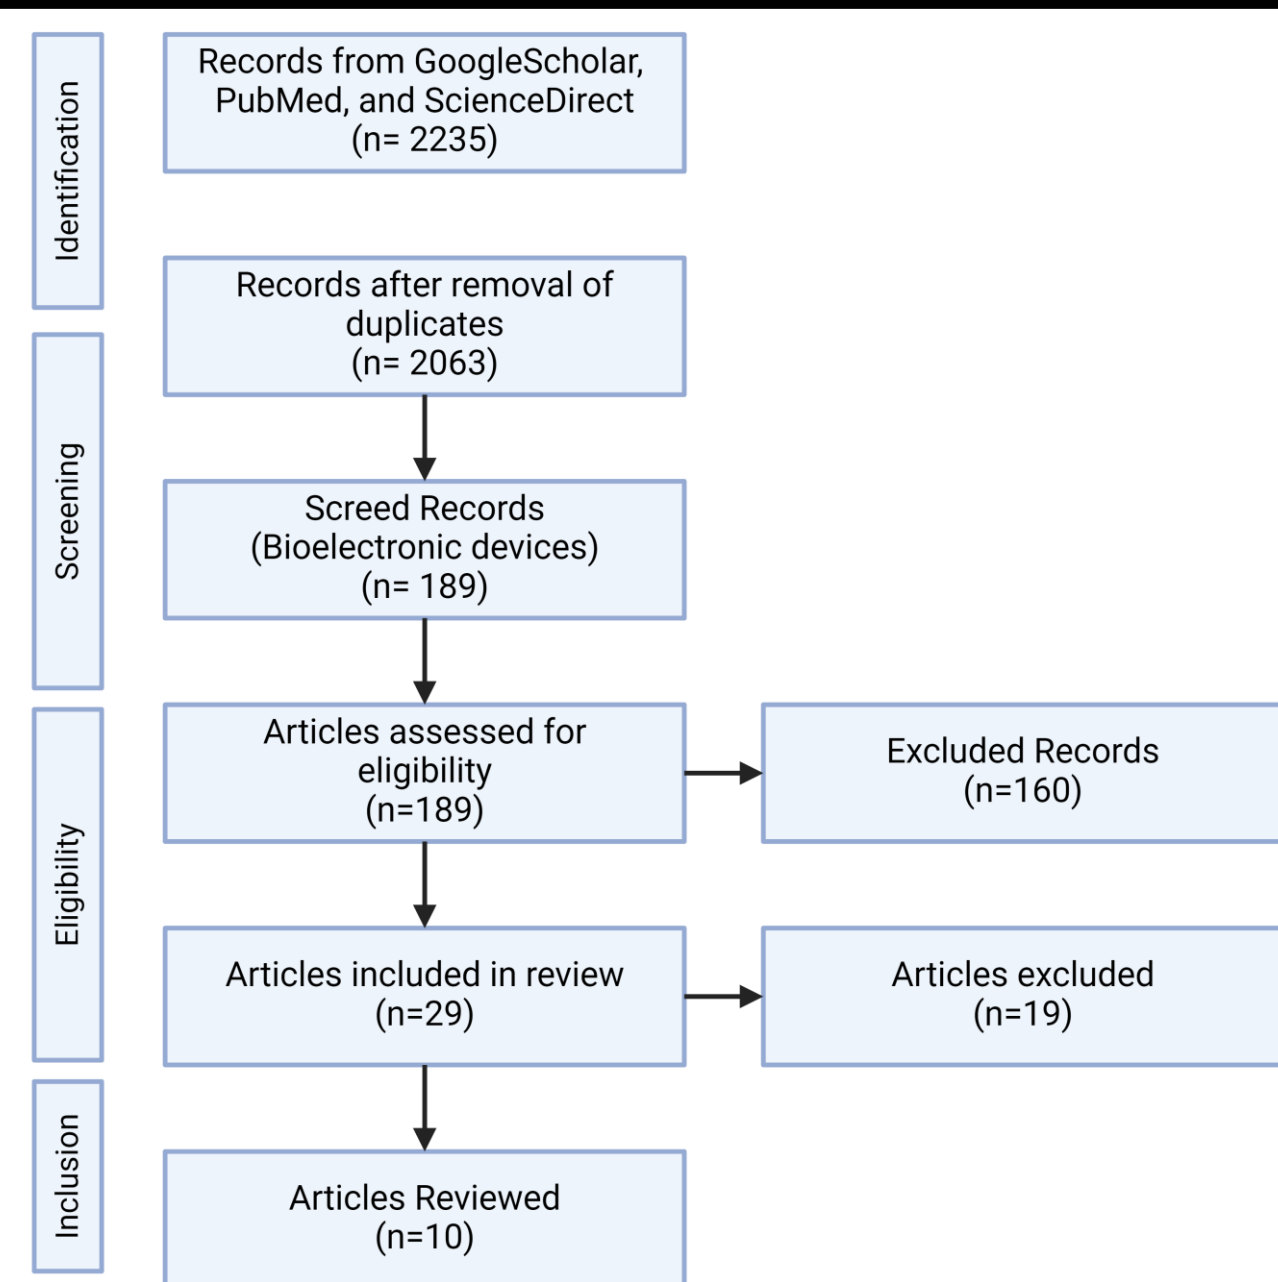 Identification
Records from GoogleScholar,
PubMed, and ScienceDirect
(n= 2235)
Records after removal of
duplicates
(n= 2063)
Screening
Screed Records
(Bioelectronic devices)
(n= 189)
Eligibility
Articles assessed for
eligibility
(n=189)
Excluded Records
(n=160)
Articles included in review
(n=29)
Articles excluded
(n=19)
Inclusion
Articles Reviewed
(n=10)